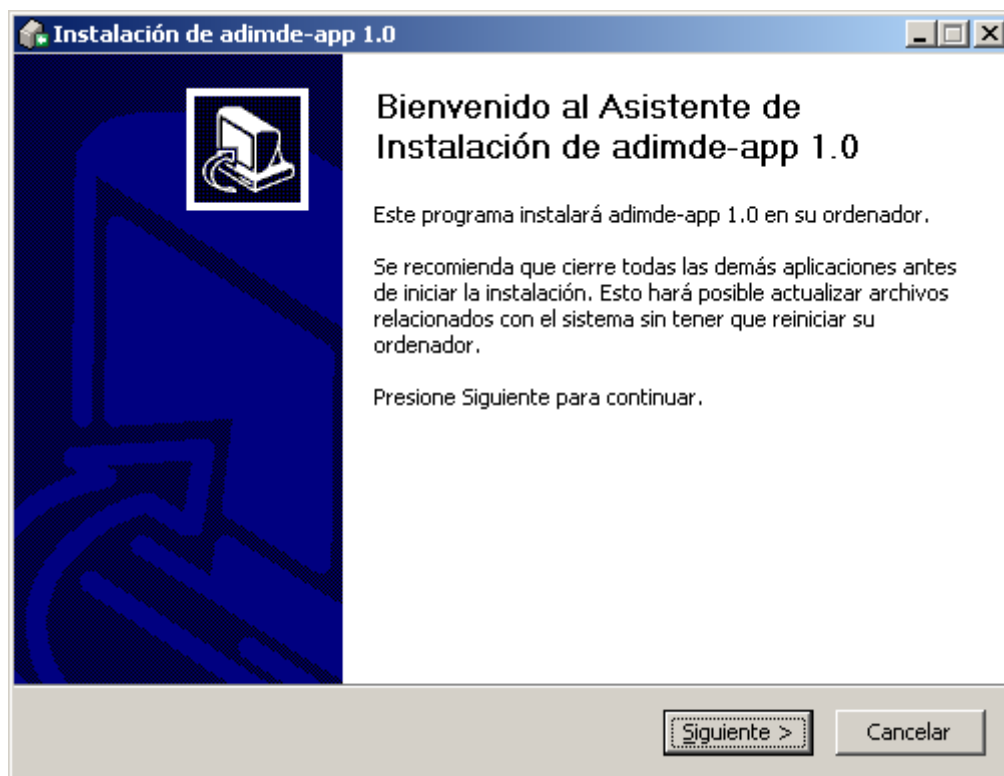 Instalación de adimde-app 1.0
Bienvenido al Asistente de
Instalación de adimde-app 1.0
Este programa instalará adimde-app 1.0 en su ordenador.
Se recomienda que cierre todas las demás aplicaciones antes
de iniciar la instalación. Esto hará posible actualizar archivos
relacionados con el sistema sin tener que reiniciar su
ordenador.
Presione Siguiente para continuar.
Siguiente >
Cancelar